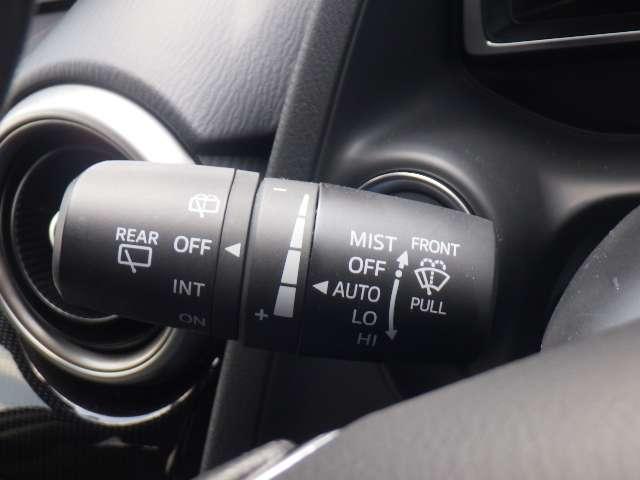 REAR
OFF
INT
ON
−
+
MIST
OFF
AUTO
LO
HI
FRONT
PULL